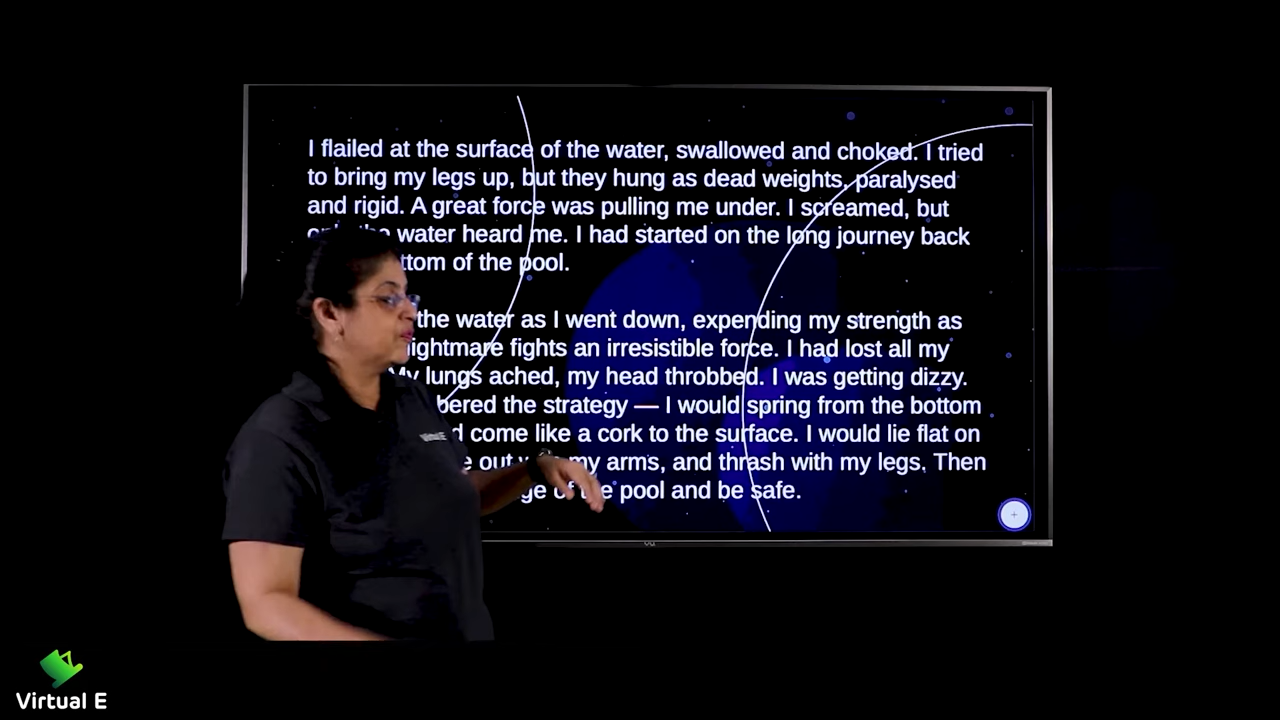 I flailed at the surface of the water, swallowed and choked. I tried
to bring my legs up, but they hung as dead weights, paralysed
and rigid. A great force was pulling me under. I screamed, but
water heard me. I had started on the long journey back
of the pool.
the water as I went down, expending my strength as
fights an irresistible force. I had lost all my
My lungs ached, my head throbbed. I was getting dizzy.
the strategy — I would spring from the bottom
come like a cork to the surface. I would lie flat on
out my arms, and thrash with my legs. Then
of the pool and be safe.
Virtual E